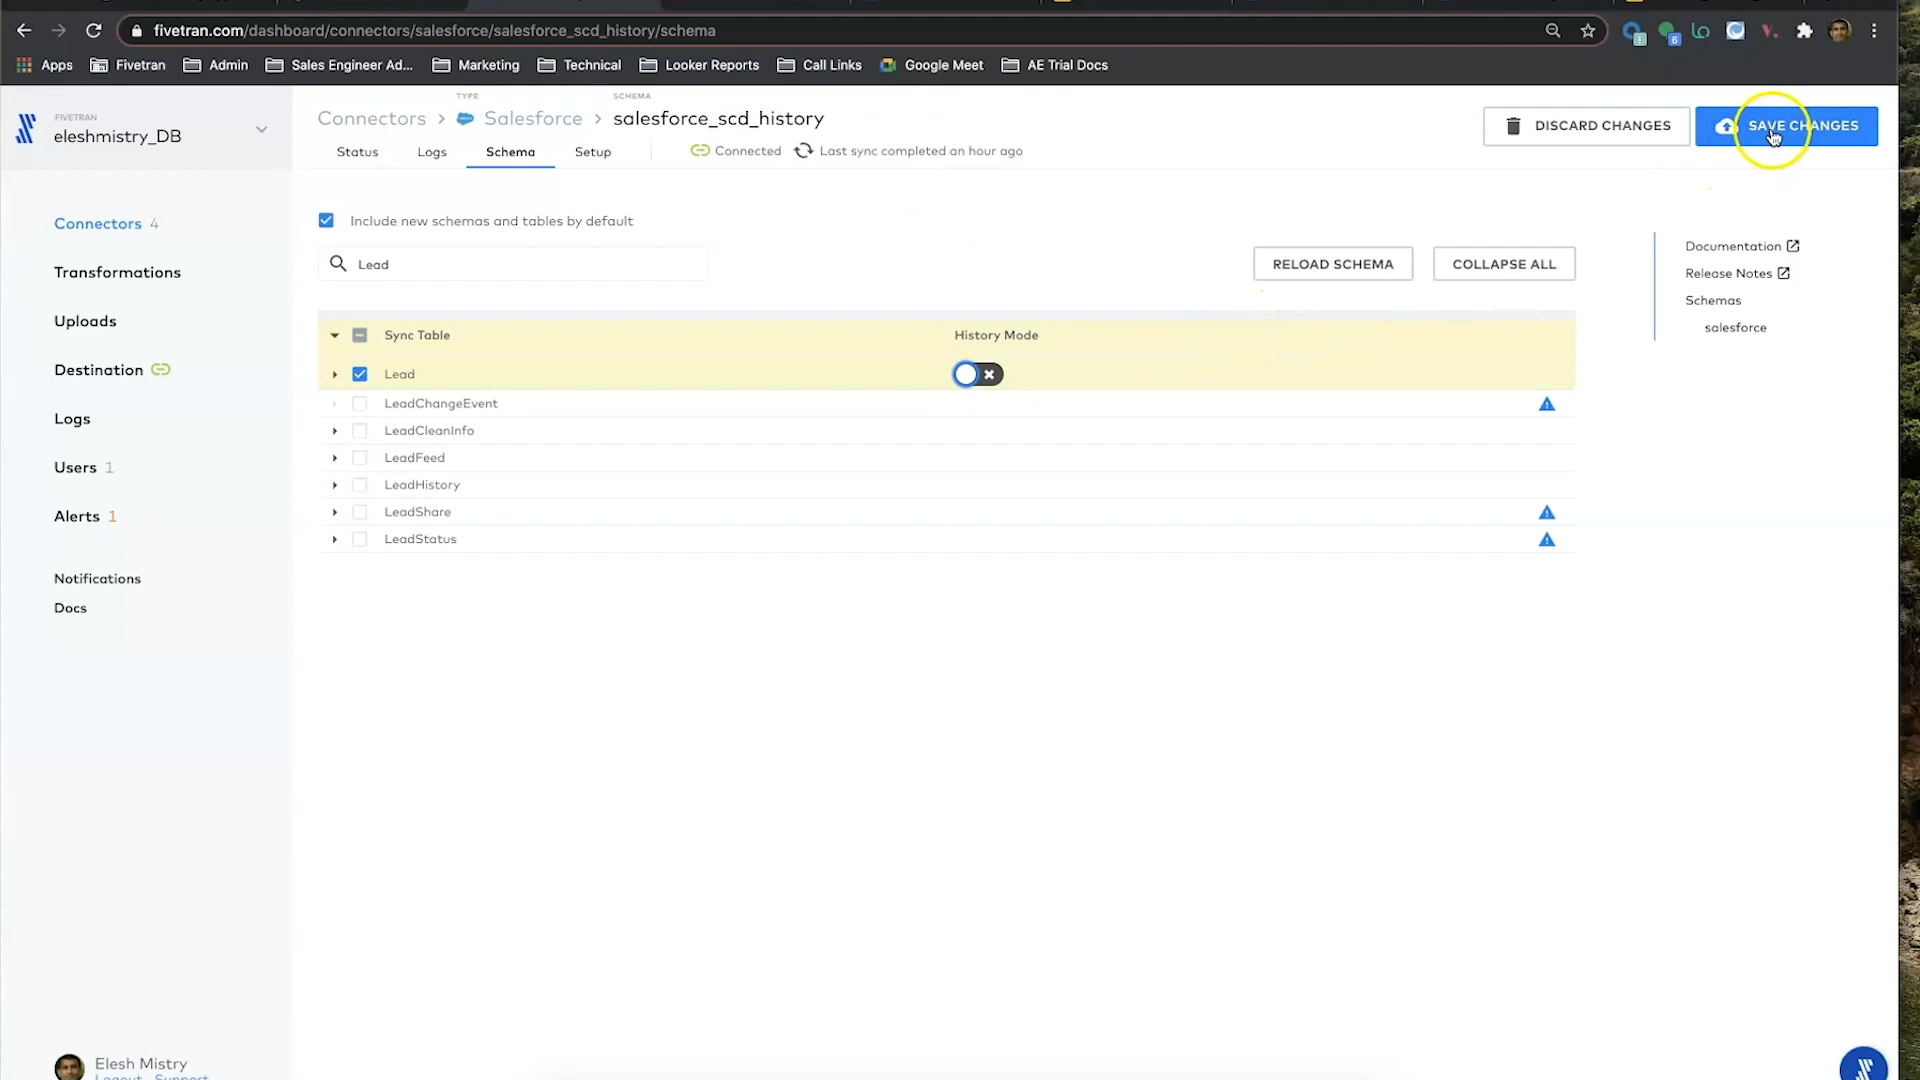 fivetran.com/dashboard/connectors/salesforce/salesforce_scd_history/schema
Apps Fivetran Admin Sales Engineer Ad... Marketing Technical Looker Reports Call Links Google Meet AE Trial Docs
FIVETRAN
eleshmistry_DB
TYPE SCHEMA
Connectors > Salesforce > salesforce_scd_history
DISCARD CHANGES
SAVE CHANGES
Status Logs Schema Setup Connected Last sync completed an hour ago
Connectors 4
Transformations
Uploads
Destination
Logs
Users 1
Alerts 1
Notifications
Docs
Elesh Mistry
Logout - Support
Include new schemas and tables by default
Lead
RELOAD SCHEMA
COLLAPSE ALL
Sync Table History Mode
Lead
LeadChangeEvent
LeadCleanInfo
LeadFeed
LeadHistory
LeadShare
LeadStatus
Documentation
Release Notes
Schemas
salesforce
6